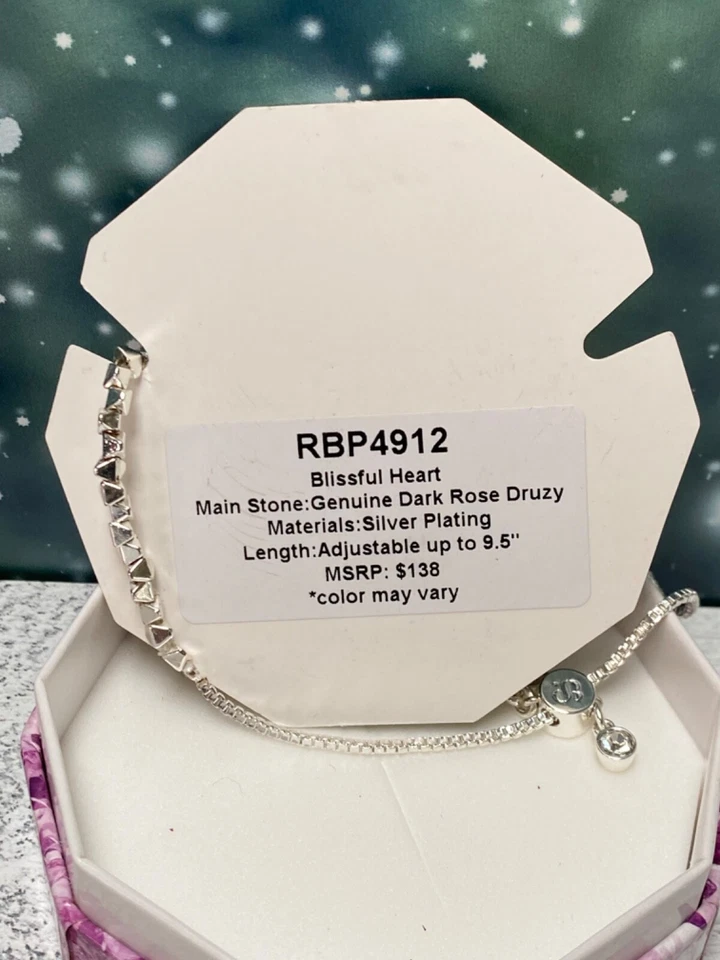 RBP4912
Blissful Heart
Main Stone:Genuine Dark Rose Druzy
Materials:Silver Plating
Length:Adjustable up to 9.5"
MSRP: $138
*color may vary